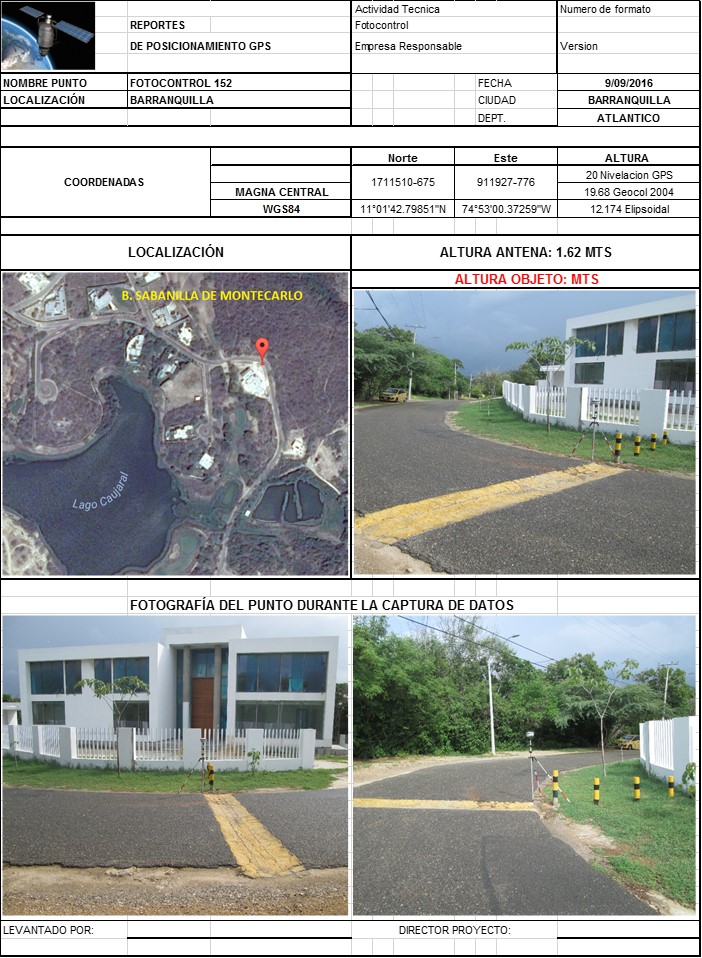 Actividad Tecnica Numero de formato
REPORTES Fotocontrol
DE POSICIONAMIENTO GPS Empresa Responsable Version
NOMBRE PUNTO FOTOCONTROL 152 FECHA 9/09/2016
LOCALIZACIÓN BARRANQUILLA CIUDAD BARRANQUILLA
DEPT. ATLANTICO
Norte Este ALTURA
COORDENADAS 1711510-675 911927-776 20 Nivelacion GPS
MAGNA CENTRAL 19.68 Geocol 2004
WGS84 11°01'42.79851"N 74°53'00.37259"W 12.174 Elipsoidal
LOCALIZACIÓN ALTURA ANTENA: 1.62 MTS
ALTURA OBJETO: MTS
B. SABANILLA DE MONTECARLO
Lago Caujaral
FOTOGRAFÍA DEL PUNTO DURANTE LA CAPTURA DE DATOS
LEVANTADO POR: DIRECTOR PROYECTO: